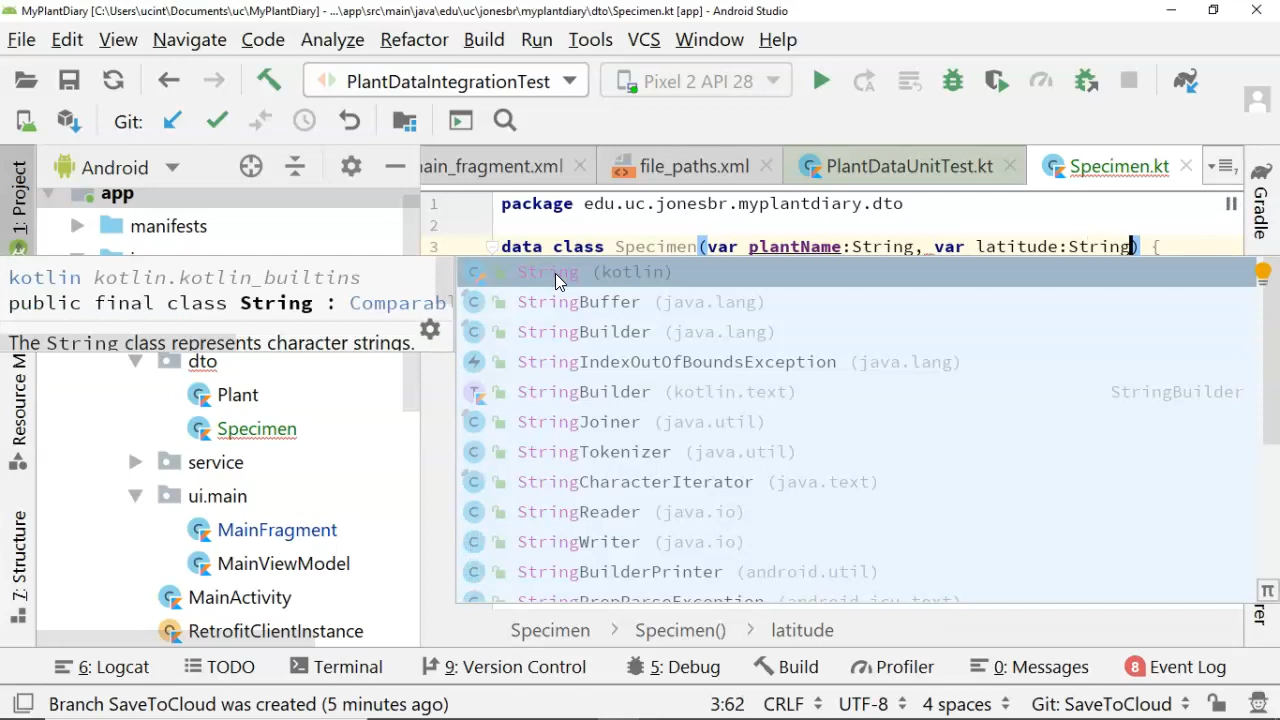 MyPlantDiary [C:\Users\ucint\Documents\uc\MyPlantDiary] - ...\app\src\main\java\edu\uc\jonesbr\myplantdiary\dto\Specimen.kt [app] - Android Studio
File Edit View Navigate Code Analyze Refactor Build Run Tools VCS Window Help
PlantDataIntegrationTest Pixel 2 API 28
Git:
Android
ain_fragment.xml file_paths.xml PlantDataUnitTest.kt Specimen.kt
1: Project
Gradle
app
manifests
1 package edu.uc.jonesbr.myplantdiary.dto
2
3 data class Specimen(var plantName:String, var latitude:String) {
kotlin kotlin.kotlin_builtins
public final class String : Comparab
The String class represents character strings.
String (kotlin)
StringBuffer (java.lang)
StringBuilder (java.lang)
StringIndexOutOfBoundsException (java.lang)
StringBuilder (kotlin.text) StringBuilder
StringJoiner (java.util)
StringTokenizer (java.util)
StringCharacterIterator (java.text)
StringReader (java.io)
StringWriter (java.io)
StringBuilderPrinter (android.util)
StringPrepParseException (android.icu.text)
dto
Plant
Specimen
service
ui.main
MainFragment
MainViewModel
MainActivity
RetrofitClientInstance
Resource M
7: Structure
Specimen > Specimen() > latitude
6: Logcat TODO Terminal 9: Version Control 5: Debug Build Profiler 0: Messages 8 Event Log
Branch SaveToCloud was created (5 minutes ago) 3:62 CRLF UTF-8 4 spaces Git: SaveToCloud